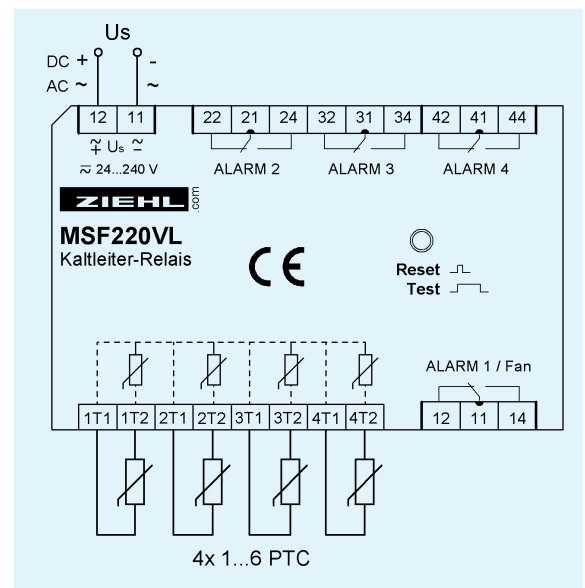 Us
DC + -
AC ~ ~
12 11 22 21 24 32 31 34 42 41 44
≂ + Us ≂ -
ALARM 2 ALARM 3 ALARM 4
≂ 24...240 V
ZIEHL.com
MSF220VL
Kaltleiter-Relais
CE
Reset
Test
ALARM 1 / Fan
1T1 1T2 2T1 2T2 3T1 3T2 4T1 4T2 12 11 14
4x 1...6 PTC